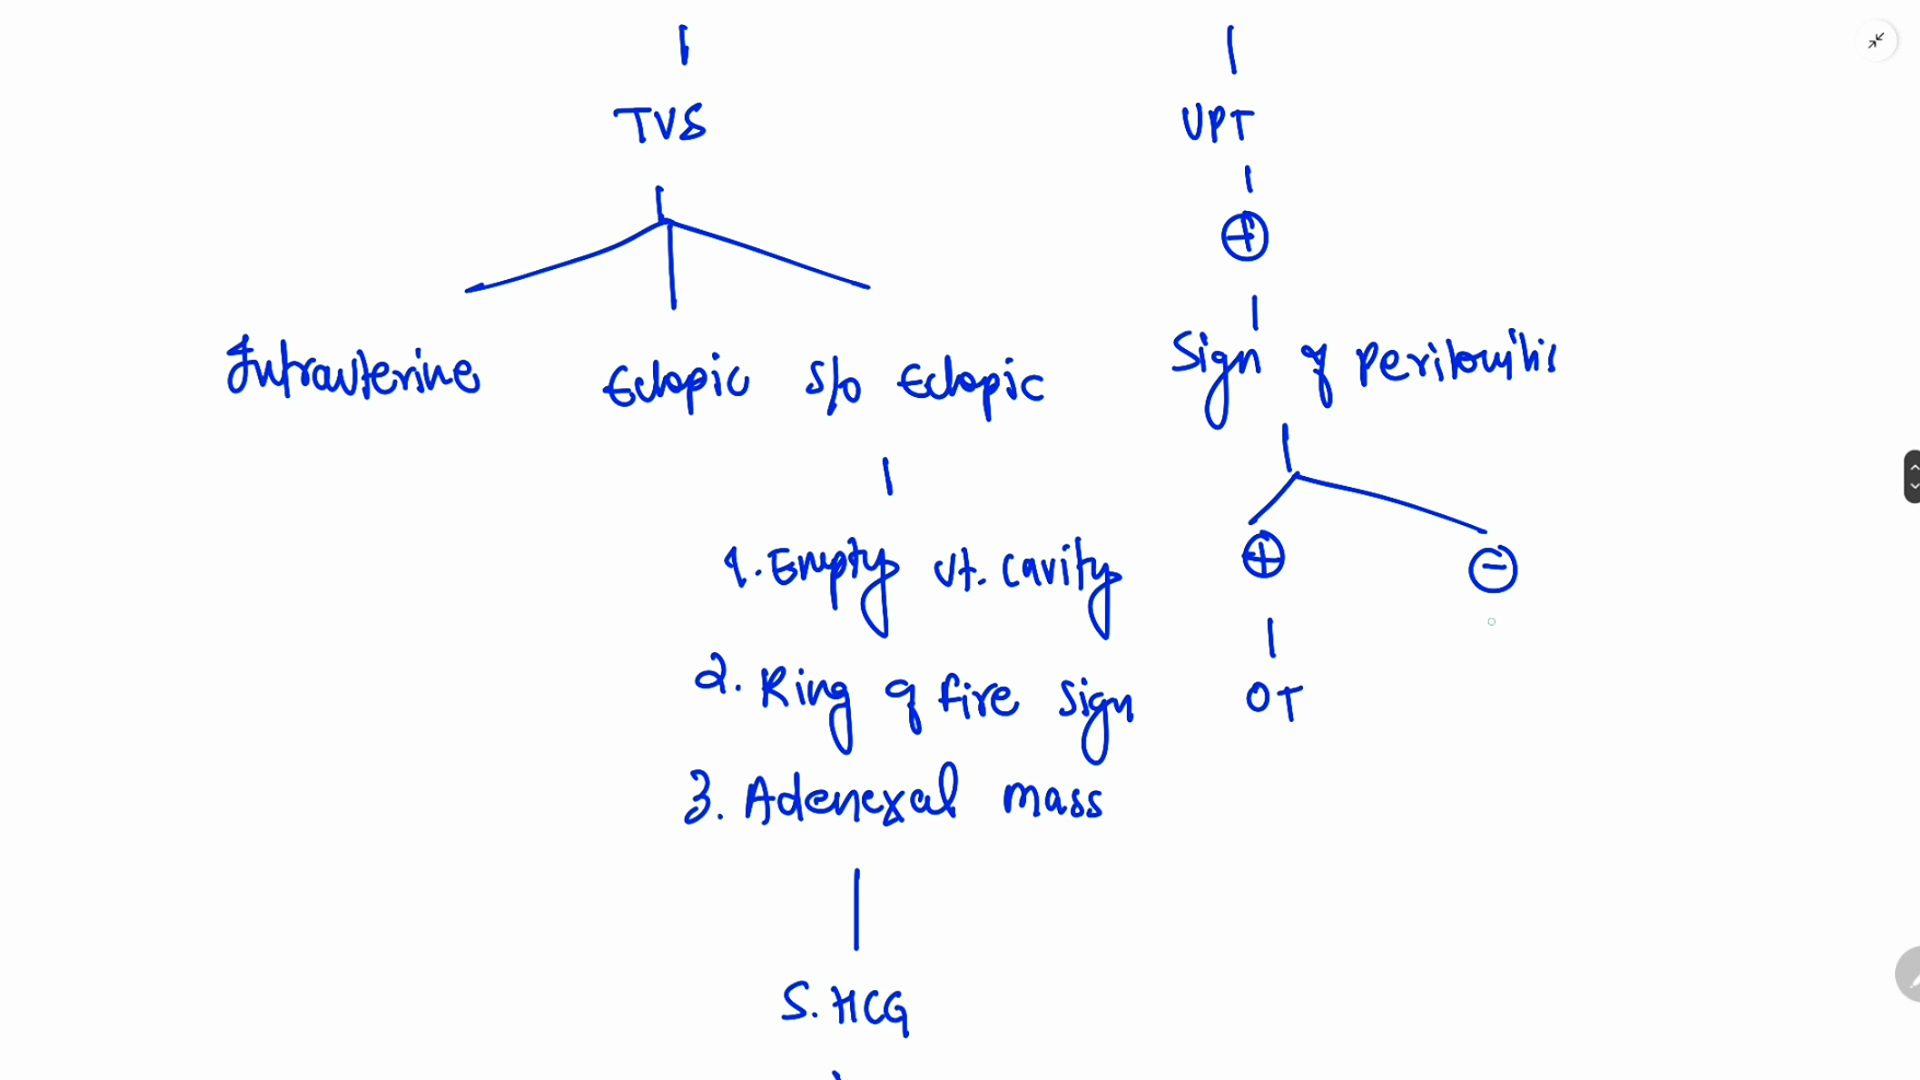 TVS
UPT
+
Intrauterine
Ectopic
S/o Ectopic
Sign of peritonitis
+
-
1. Empty Ut. cavity
2. Ring of fire sign
OT
3. Adenexal mass
S. HCG